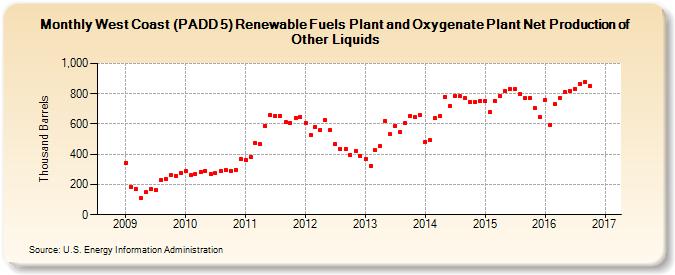 Monthly West Coast (PADD 5) Renewable Fuels Plant and Oxygenate Plant Net Production of
Other Liquids
Thousand Barrels
1,000
800
600
400
200
0
2009 2010 2011 2012 2013 2014 2015 2016 2017
Source: U.S. Energy Information Administration